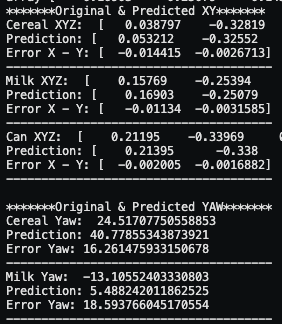 *******Original & Predicted XY*******
Cereal XYZ:  [   0.038797    -0.32819
Prediction: [   0.053212    -0.32552
Error X - Y: [  -0.014415  -0.0026713]
--------------------------------------
Milk XYZ:  [    0.15769    -0.25394
Prediction: [    0.16903    -0.25079
Error X - Y: [   -0.01134  -0.0031585]
--------------------------------------
Can XYZ:  [    0.21195    -0.33969
Prediction: [    0.21395      -0.338
Error X - Y: [  -0.002005  -0.0016882]
--------------------------------------
*******Original & Predicted YAW*******
Cereal Yaw:  24.51707750558853
Prediction: 40.77855343873921
Error Yaw: 16.261475933150678
--------------------------------------
Milk Yaw:  -13.10552403330803
Prediction: 5.488242011862525
Error Yaw: 18.593766045170554
--------------------------------------